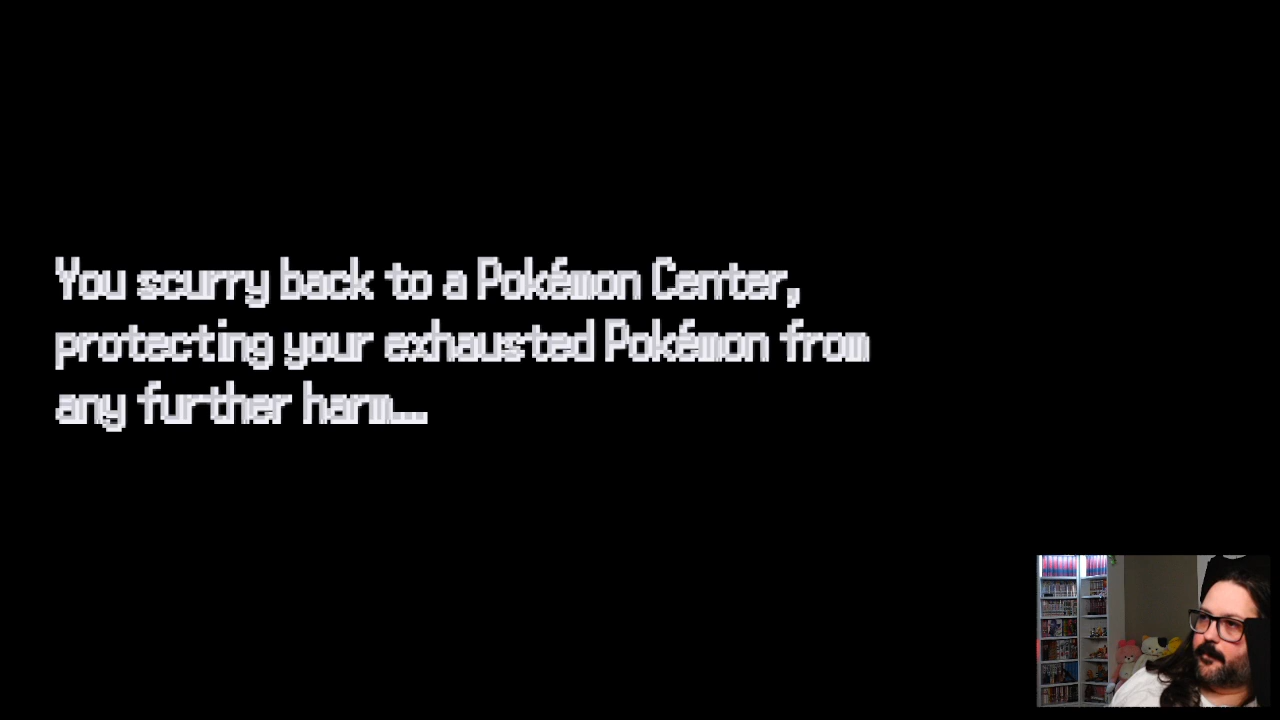 You scurry back to a Pokémon Center,
protecting your exhausted Pokémon from
any further harm...